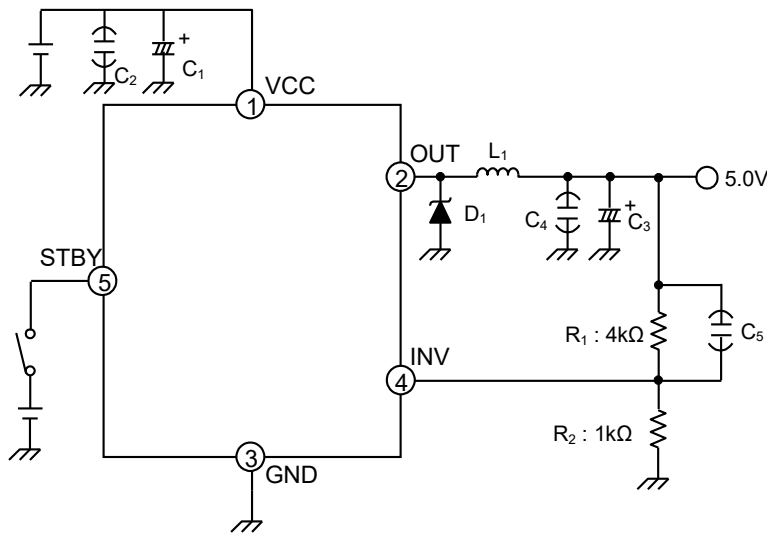 +
C₂
C₁
VCC
1
OUT
2
L₁
5.0V
D₁
C₄
+
C₃
STBY
5
R₁ : 4kΩ
C₅
INV
4
R₂ : 1kΩ
3
GND